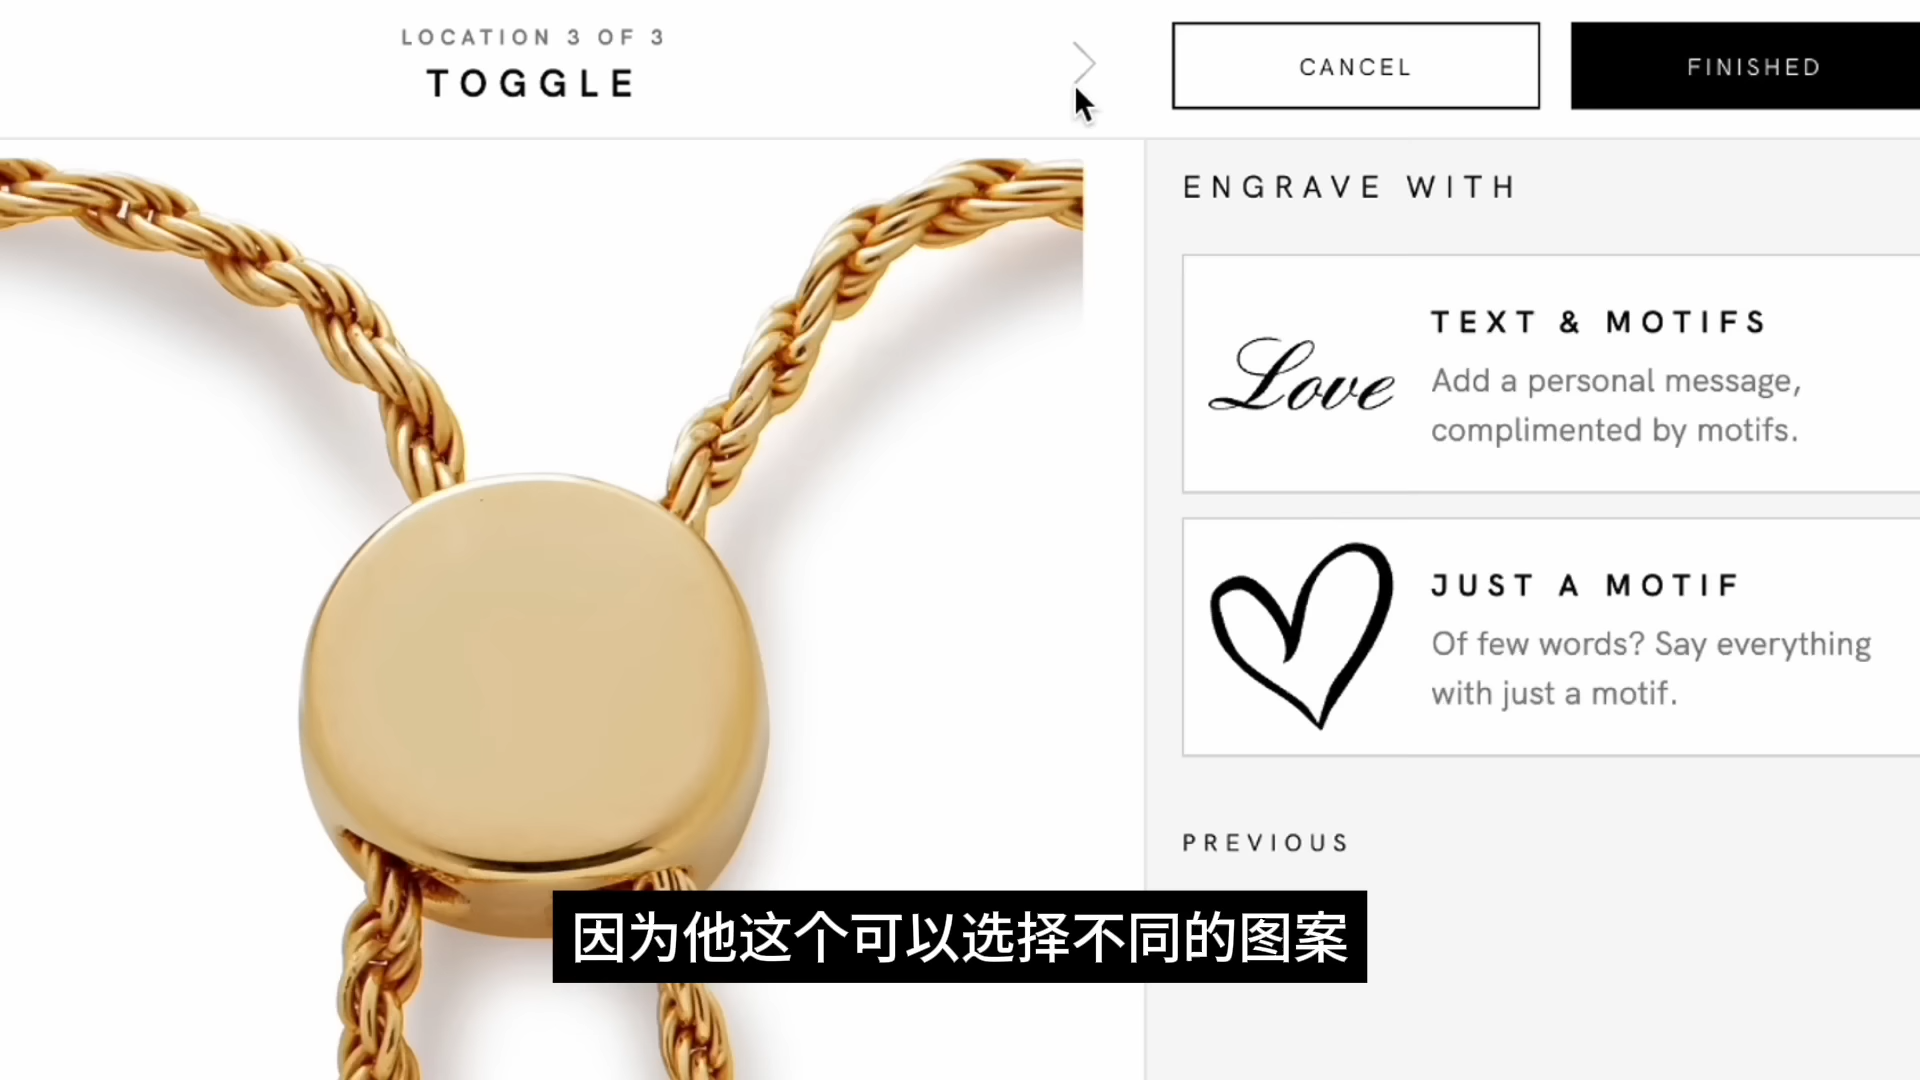 LOCATION 3 OF 3
TOGGLE
CANCEL
FINISHED
ENGRAVE WITH
Love
TEXT & MOTIFS
Add a personal message,
complimented by motifs.
JUST A MOTIF
Of few words? Say everything
with just a motif.
PREVIOUS
因为他这个可以选择不同的图案